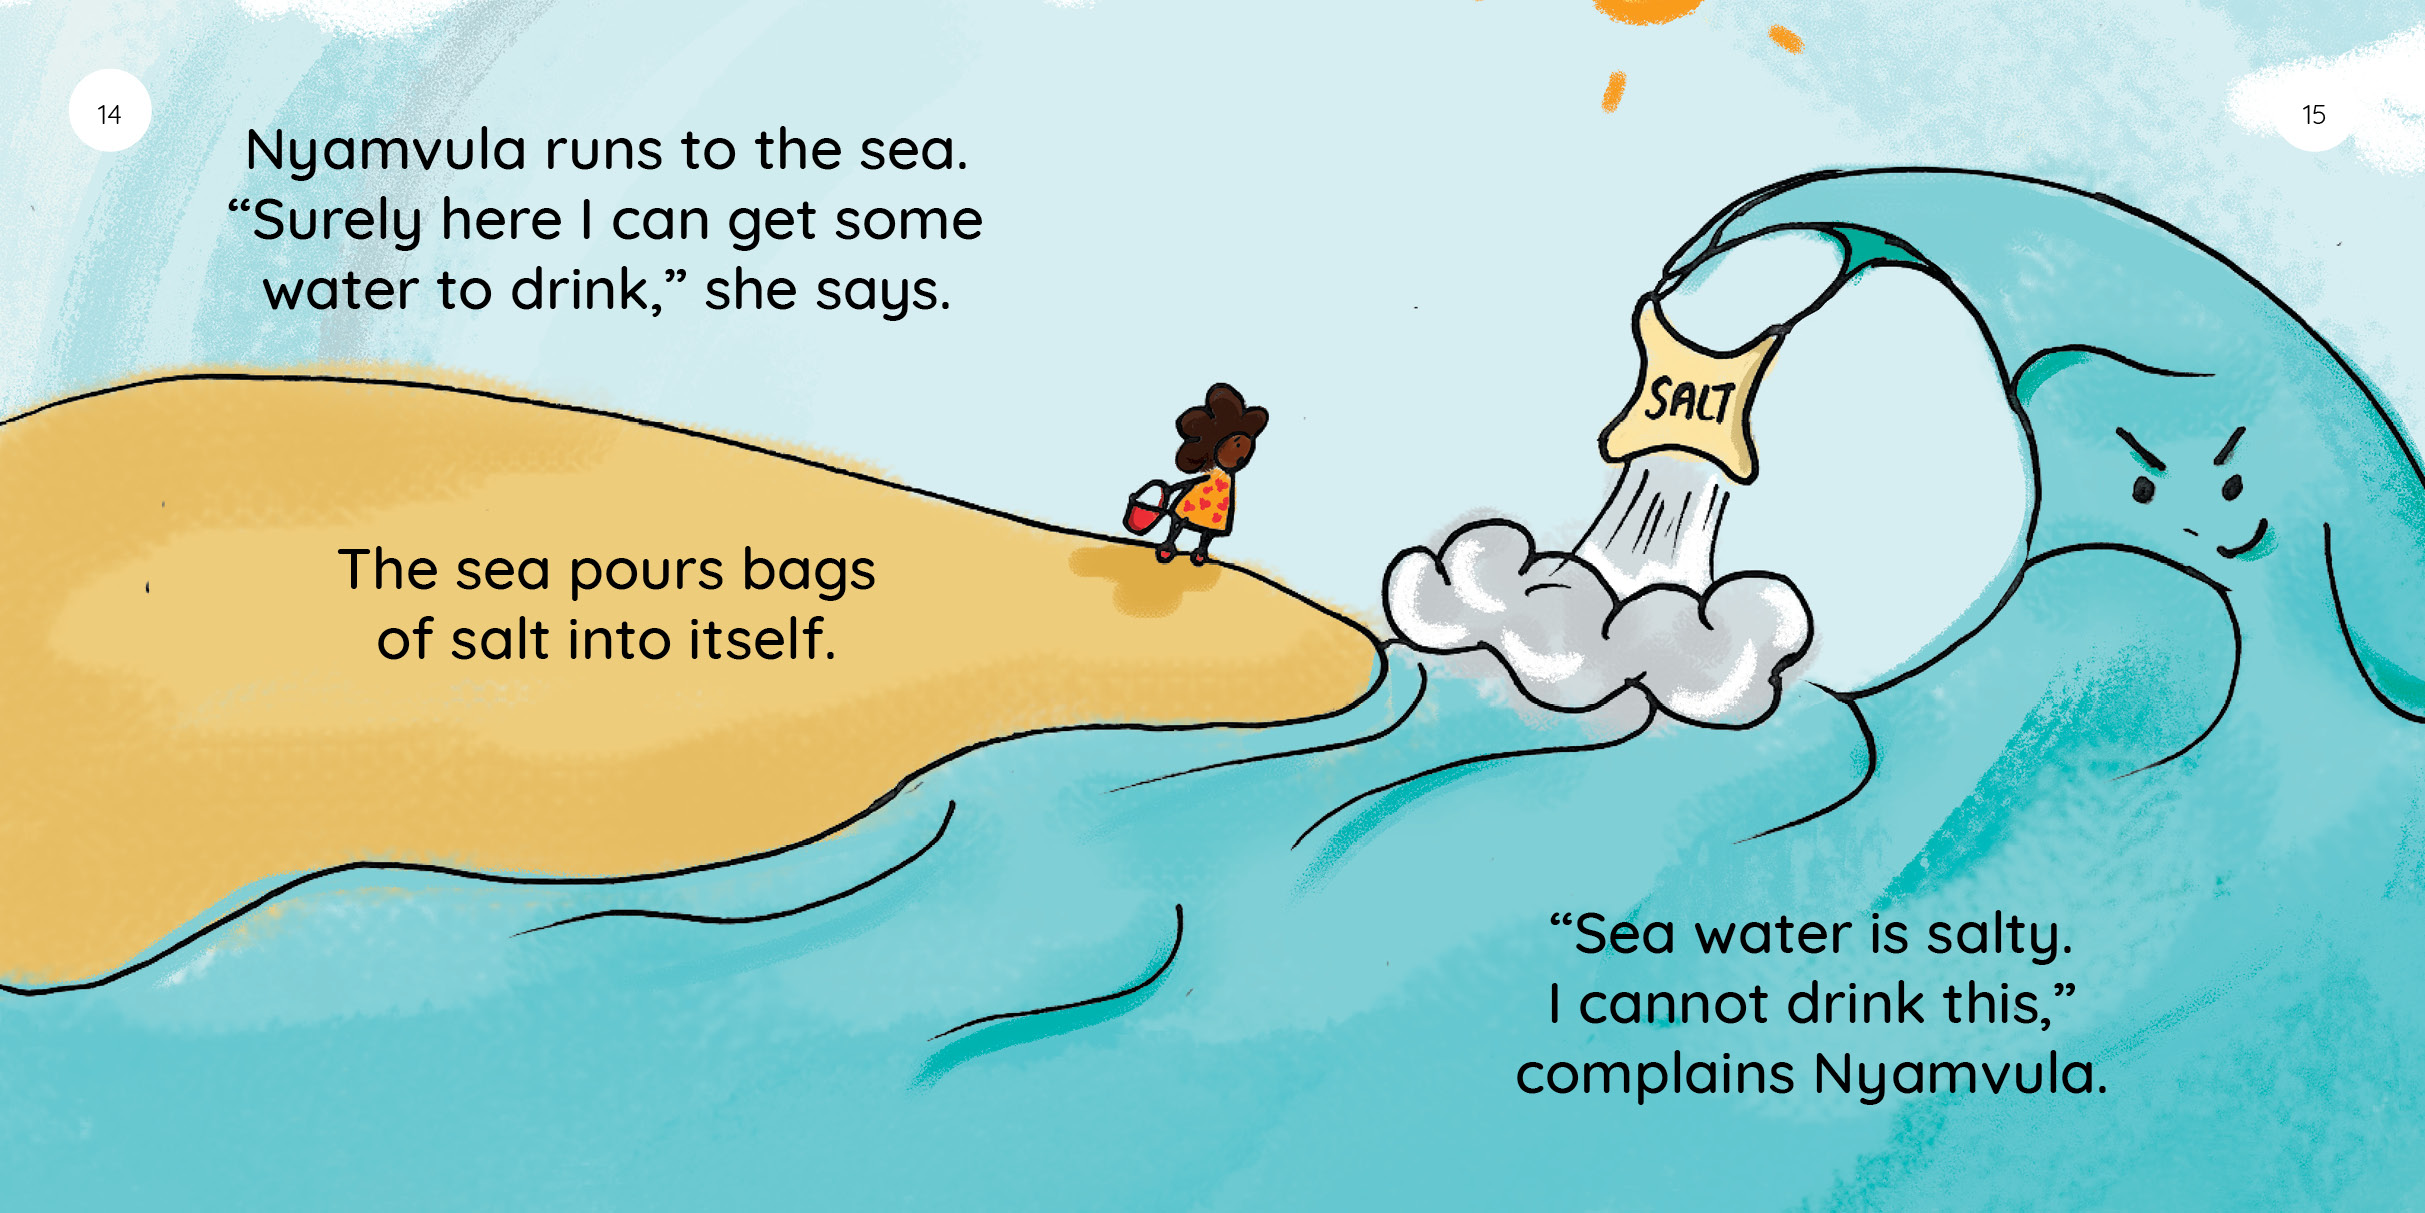 14
Nyamvula runs to the sea.
“Surely here I can get some
water to drink,” she says.
The sea pours bags
of salt into itself.
15
SALT
“Sea water is salty.
I cannot drink this,”
complains Nyamvula.